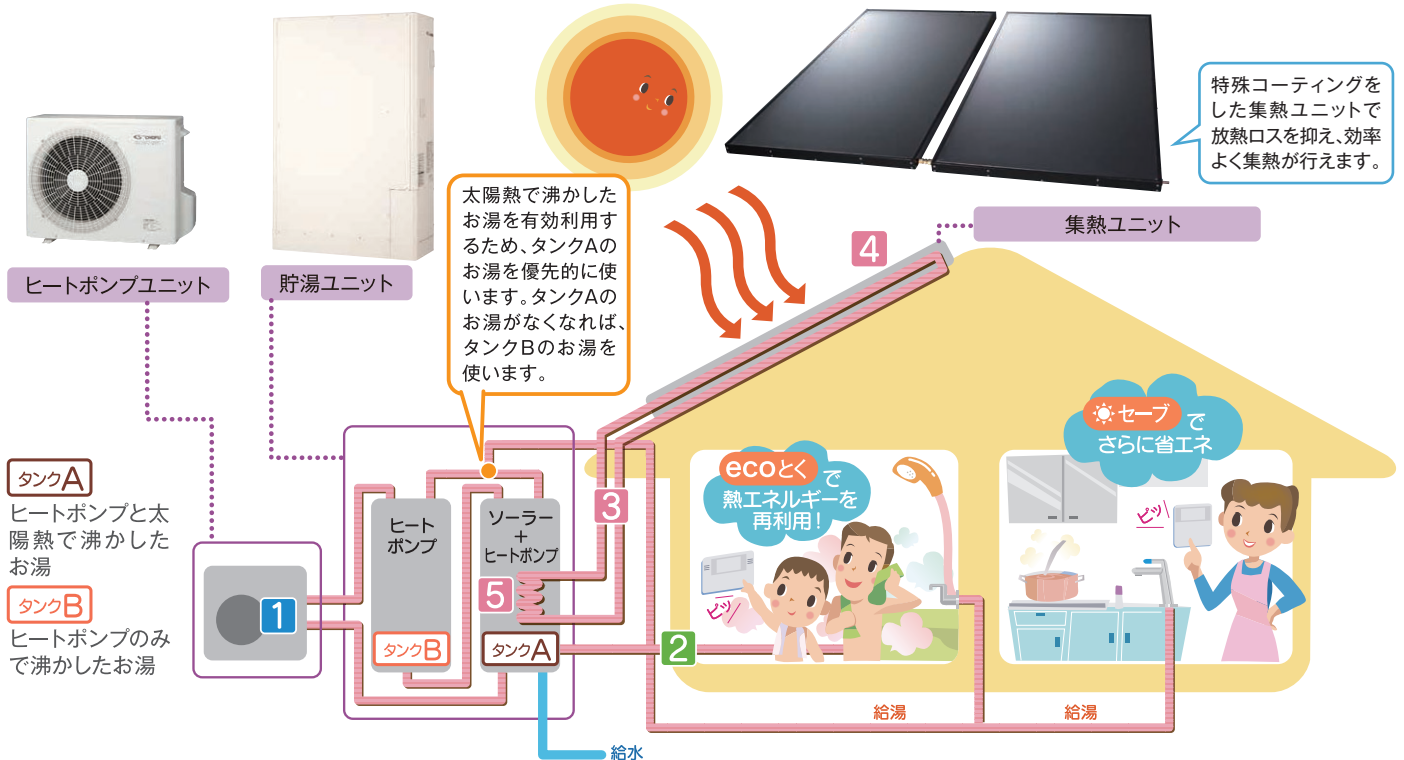 特殊コーティングを
した集熱ユニットで
放熱ロスを抑え、効率
よく集熱が行えます。
太陽熱で沸かした
お湯を有効利用す
るため、タンクAの
お湯を優先的に使
います。タンクAの
お湯がなくなれば、
タンクBのお湯を
使います。
集熱ユニット
4
ヒートポンプユニット
貯湯ユニット
セーブで
さらに省エネ
ecoとくで
熱エネルギーを
再利用!
タンクA
ヒートポンプと太
陽熱で沸かした
お湯
タンクB
ヒートポンプのみ
で沸かしたお湯
ヒート
ポンプ
ソーラー
+
ヒートポンプ
3
5
1
タンクB
タンクA
2
ピッ
ピッ
給湯
給湯
給水